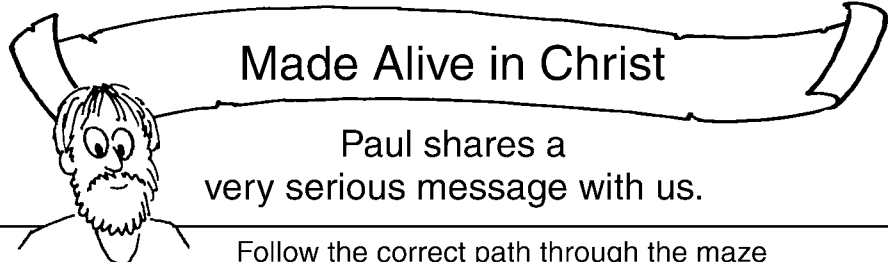 Made Alive in Christ
Paul shares a
very serious message with us.
Follow the correct path through the maze